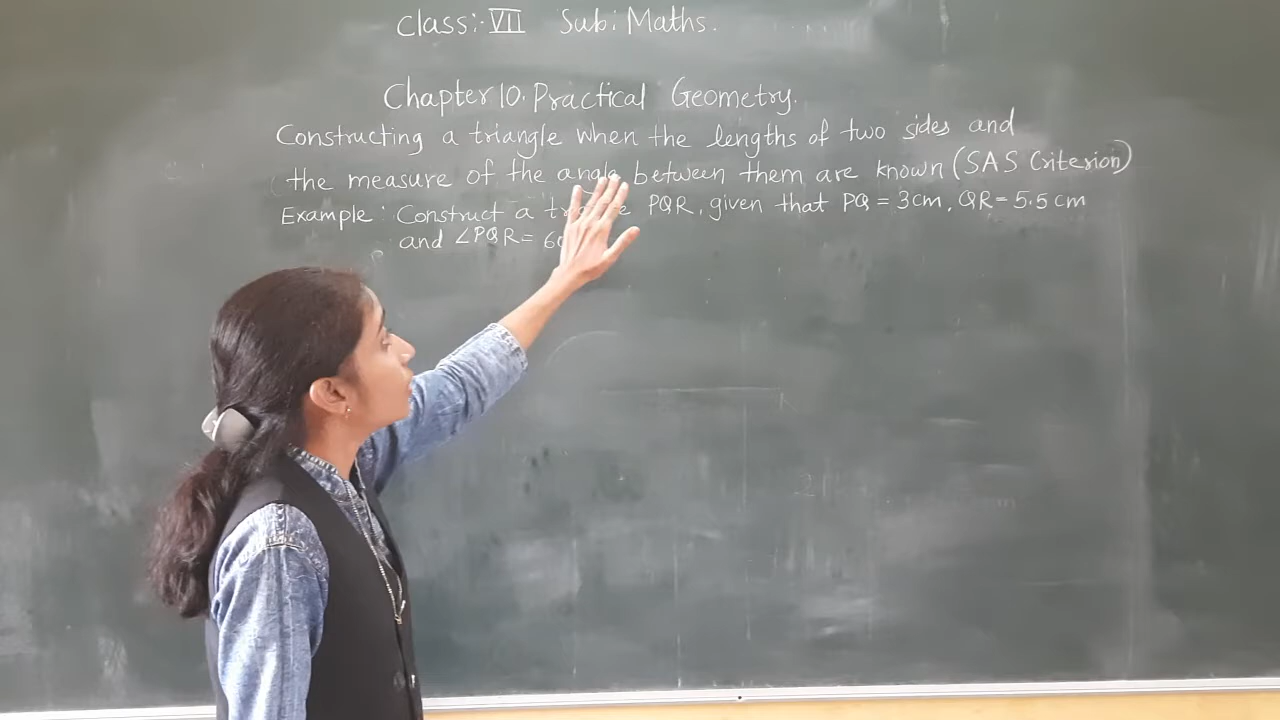 Class:- VII Sub: Maths.
Chapter 10. Practical Geometry.
Constructing a triangle when the lengths of two sides and
the measure of the angle between them are known (SAS Criterion)
Example: Construct a PQR, given that PQ = 3cm, QR = 5.5 cm
and ∠PQR =